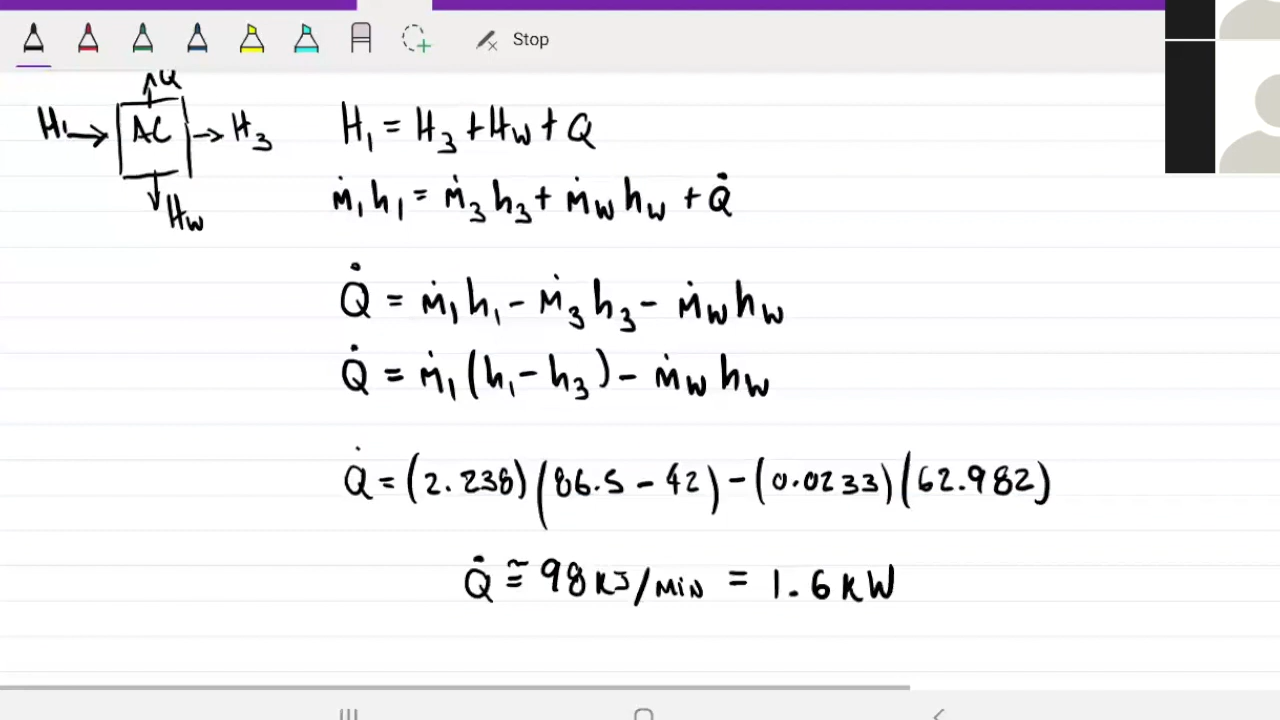 Stop
Q
H₁ → AC → H₃
H₁ = H₃ + Hw + Q
ṁ₁h₁ = ṁ₃h₃ + ṁwhw + Q̇
Hw
Q̇ = ṁ₁h₁ - ṁ₃h₃ - ṁwhw
Q̇ = ṁ₁(h₁ - h₃) - ṁwhw
Q̇ = (2.238)(86.5 - 42) - (0.0233)(62.982)
Q̇ ≅ 98 KJ/MIN = 1.6 KW